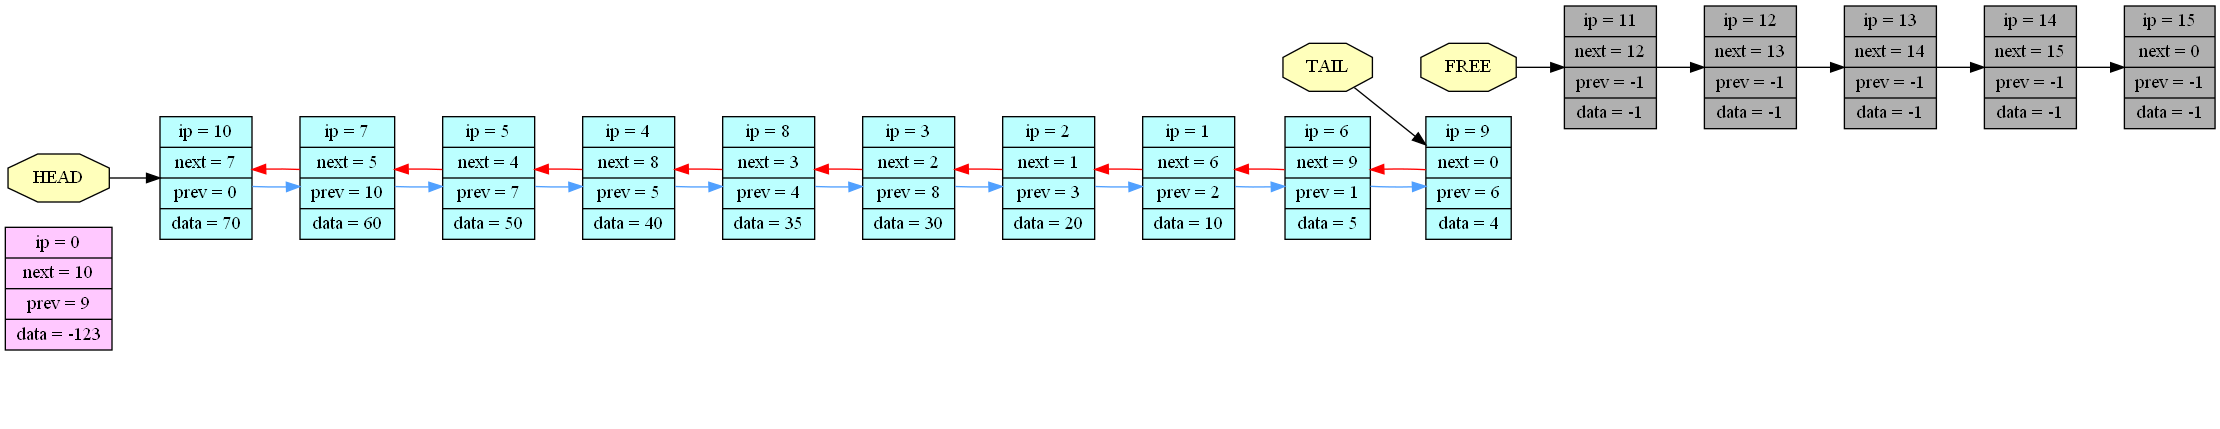 HEAD
ip = 10
next = 7
prev = 0
data = 70
ip = 7
next = 5
prev = 10
data = 60
ip = 5
next = 4
prev = 7
data = 50
ip = 4
next = 8
prev = 5
data = 40
ip = 8
next = 3
prev = 4
data = 35
ip = 3
next = 2
prev = 8
data = 30
ip = 2
next = 1
prev = 3
data = 20
ip = 1
next = 6
prev = 2
data = 10
ip = 6
next = 9
prev = 1
data = 5
TAIL
ip = 9
next = 0
prev = 6
data = 4
FREE
ip = 11
next = 12
prev = -1
data = -1
ip = 12
next = 13
prev = -1
data = -1
ip = 13
next = 14
prev = -1
data = -1
ip = 14
next = 15
prev = -1
data = -1
ip = 15
next = 0
prev = -1
data = -1
ip = 0
next = 10
prev = 9
data = -123